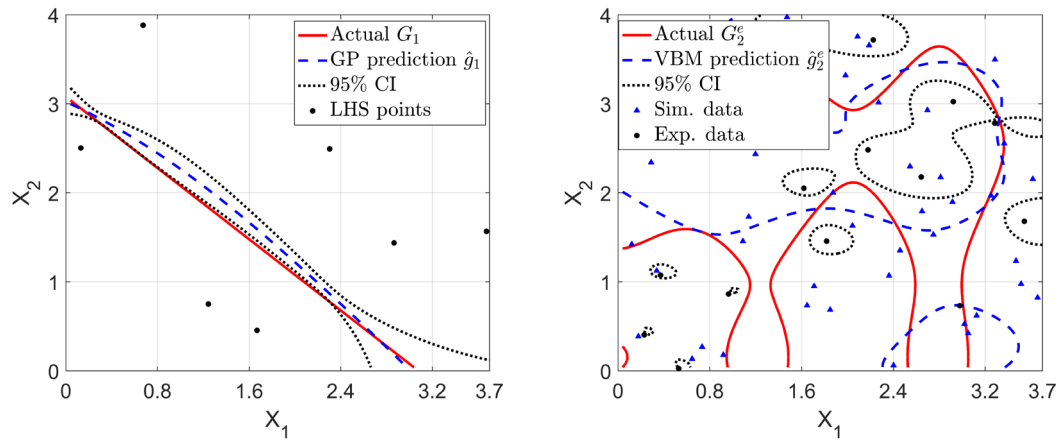 4
3
2
1
0
X₂
0
0.8
1.6
2.4
3.2
3.7
X₁
Actual G₁
GP prediction ĝ₁
95% CI
LHS points
4
3
2
1
0
X₂
0
0.8
1.6
2.4
3.2
3.7
X₁
Actual G₂ᵉ
VBM prediction ĝ₂ᵉ
95% CI
Sim. data
Exp. data